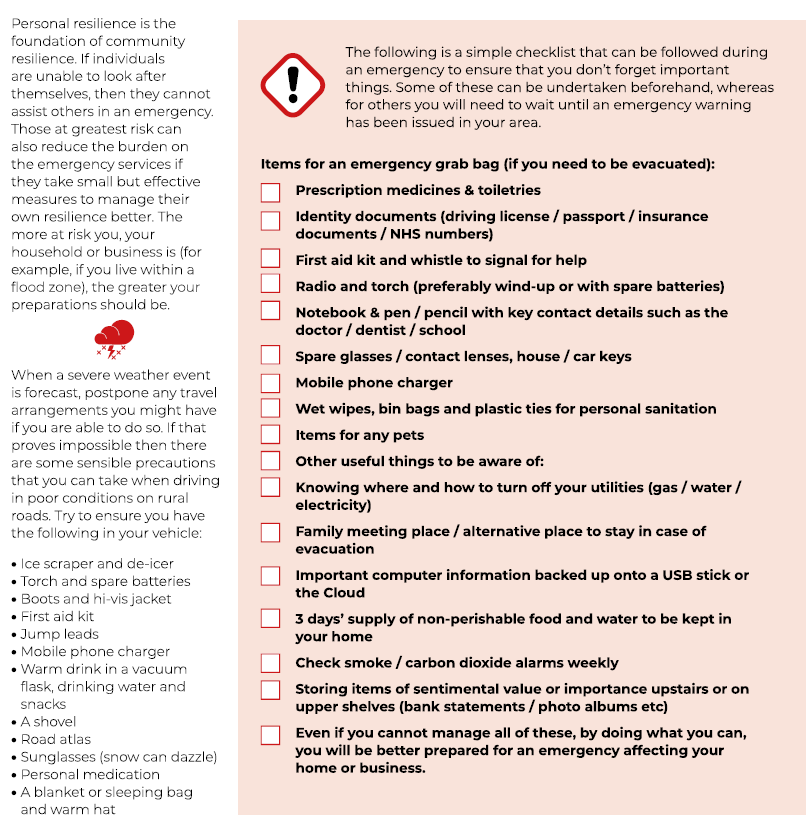 Personal resilience is the
foundation of community
resilience. If individuals
are unable to look after
themselves, then they cannot
assist others in an emergency.
Those at greatest risk can
also reduce the burden on
the emergency services if
they take small but effective
measures to manage their
own resilience better. The
more at risk you, your
household or business is (for
example, if you live within a
flood zone), the greater your
preparations should be.
When a severe weather event
is forecast, postpone any travel
arrangements you might have
if you are able to do so. If that
proves impossible then there
are some sensible precautions
that you can take when driving
in poor conditions on rural
roads. Try to ensure you have
the following in your vehicle:
• Ice scraper and de-icer
• Torch and spare batteries
• Boots and hi-vis jacket
• First aid kit
• Jump leads
• Mobile phone charger
• Warm drink in a vacuum
flask, drinking water and
snacks
• A shovel
• Road atlas
• Sunglasses (snow can dazzle)
• Personal medication
• A blanket or sleeping bag
and warm hat
The following is a simple checklist that can be followed during
an emergency to ensure that you don't forget important
things. Some of these can be undertaken beforehand, whereas
for others you will need to wait until an emergency warning
has been issued in your area.
Items for an emergency grab bag (if you need to be evacuated):
Prescription medicines & toiletries
Identity documents (driving license / passport / insurance
documents / NHS numbers)
First aid kit and whistle to signal for help
Radio and torch (preferably wind-up or with spare batteries)
Notebook & pen / pencil with key contact details such as the
doctor / dentist / school
Spare glasses / contact lenses, house / car keys
Mobile phone charger
Wet wipes, bin bags and plastic ties for personal sanitation
Items for any pets
Other useful things to be aware of:
Knowing where and how to turn off your utilities (gas / water /
electricity)
Family meeting place / alternative place to stay in case of
evacuation
Important computer information backed up onto a USB stick or
the Cloud
3 days' supply of non-perishable food and water to be kept in
your home
Check smoke / carbon dioxide alarms weekly
Storing items of sentimental value or importance upstairs or on
upper shelves (bank statements / photo albums etc)
Even if you cannot manage all of these, by doing what you can,
you will be better prepared for an emergency affecting your
home or business.